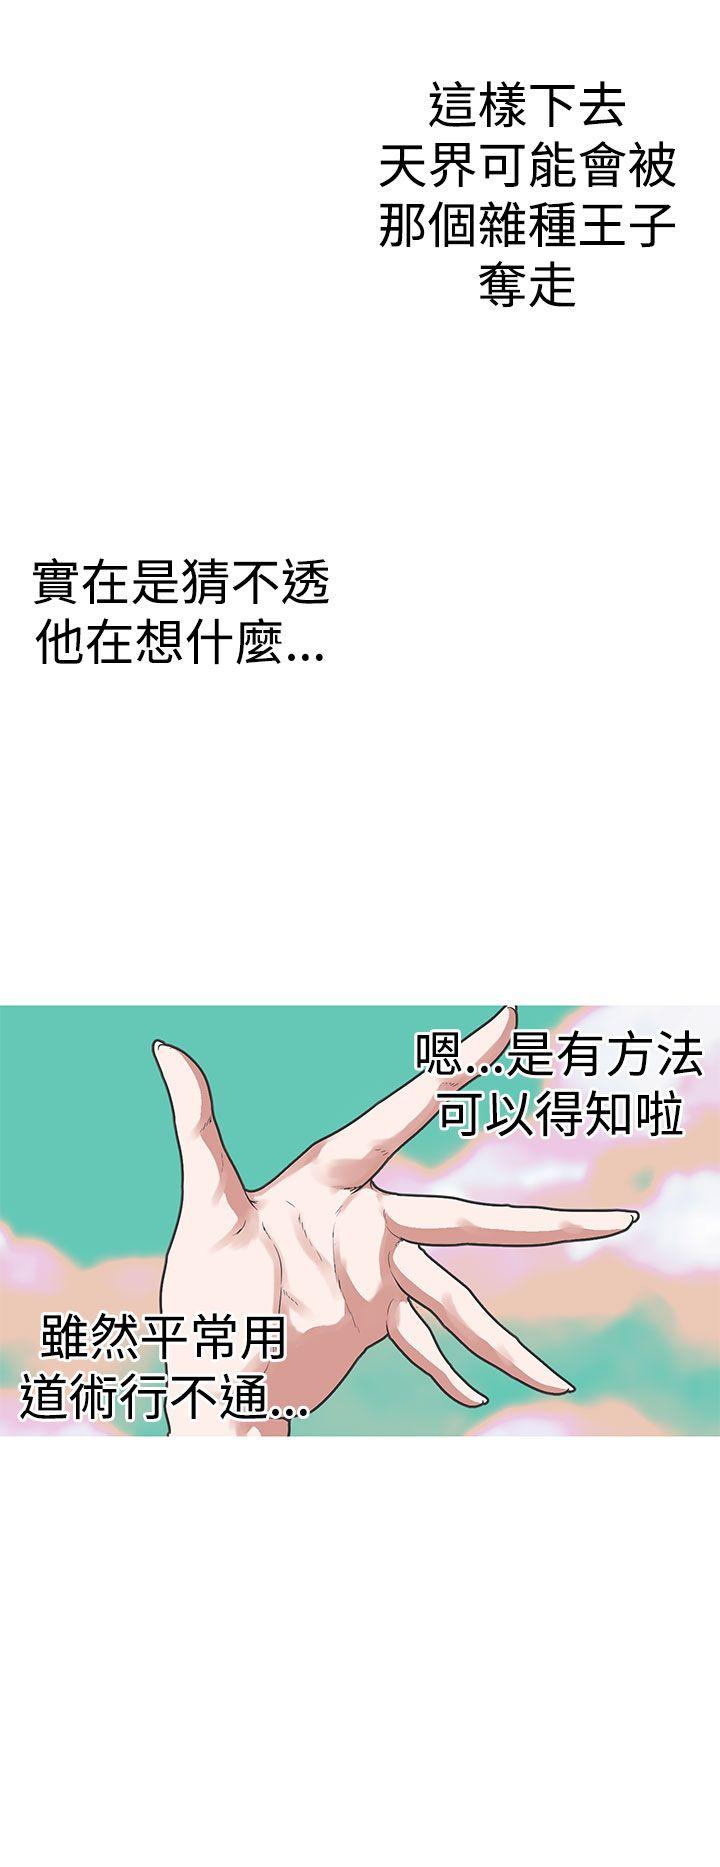 這樣下去
天界可能會被
那個雜種王子
奪走
實在是猜不透
他在想什麼...
嗯...是有方法
可以得知啦
雖然平常用
道術行不通...